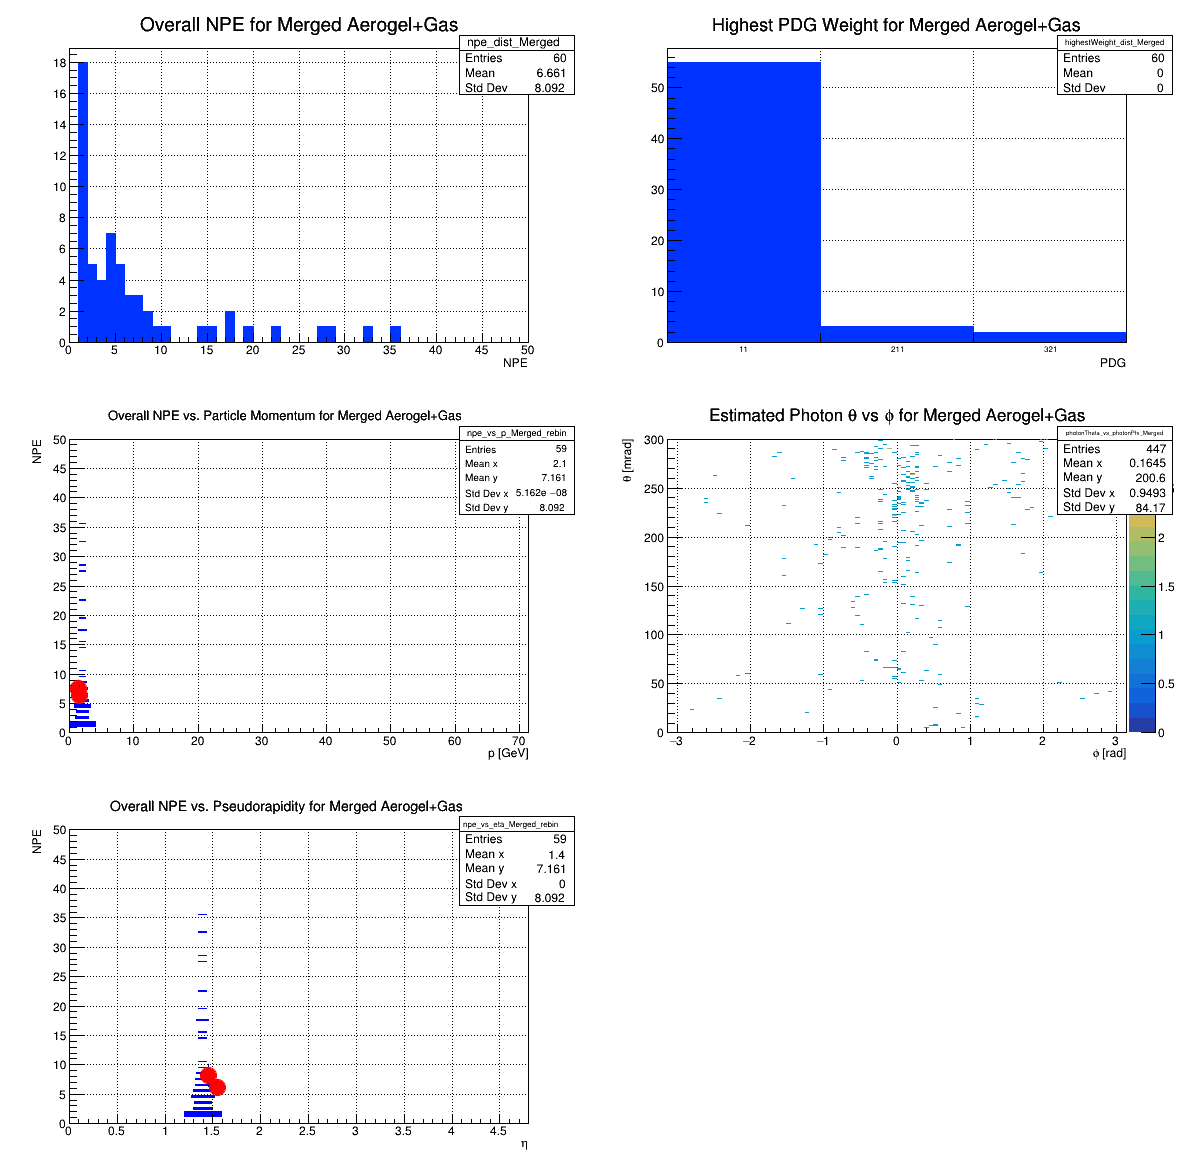 Overall NPE for Merged Aerogel+Gas
npe_dist_Merged
Entries 60
Mean 6.661
Std Dev 8.092
18
16
14
12
10
8
6
4
2
0
0 5 10 15 20 25 30 35 40 45 50
NPE
Highest PDG Weight for Merged Aerogel+Gas
highestWeight_dist_Merged
Entries 60
Mean 0
Std Dev 0
50
40
30
20
10
0
11 211 321
PDG
Overall NPE vs. Particle Momentum for Merged Aerogel+Gas
npe_vs_p_Merged_rebin
Entries 59
Mean x 2.1
Mean y 7.161
Std Dev x 5.162e −08
Std Dev y 8.092
NPE
50
45
40
35
30
25
20
15
10
5
0
0 10 20 30 40 50 60 70
p [GeV]
Estimated Photon θ vs ϕ for Merged Aerogel+Gas
photonTheta_vs_photonPhi_Merged
Entries 447
Mean x 0.1645
Mean y 200.6
Std Dev x 0.9493
Std Dev y 84.17
θ [mrad]
300
250
200
150
100
50
0
−3 −2 −1 0 1 2 3
ϕ [rad]
2
1.5
1
0.5
0
Overall NPE vs. Pseudorapidity for Merged Aerogel+Gas
npe_vs_eta_Merged_rebin
Entries 59
Mean x 1.4
Mean y 7.161
Std Dev x 0
Std Dev y 8.092
NPE
50
45
40
35
30
25
20
15
10
5
0
0 0.5 1 1.5 2 2.5 3 3.5 4 4.5
η